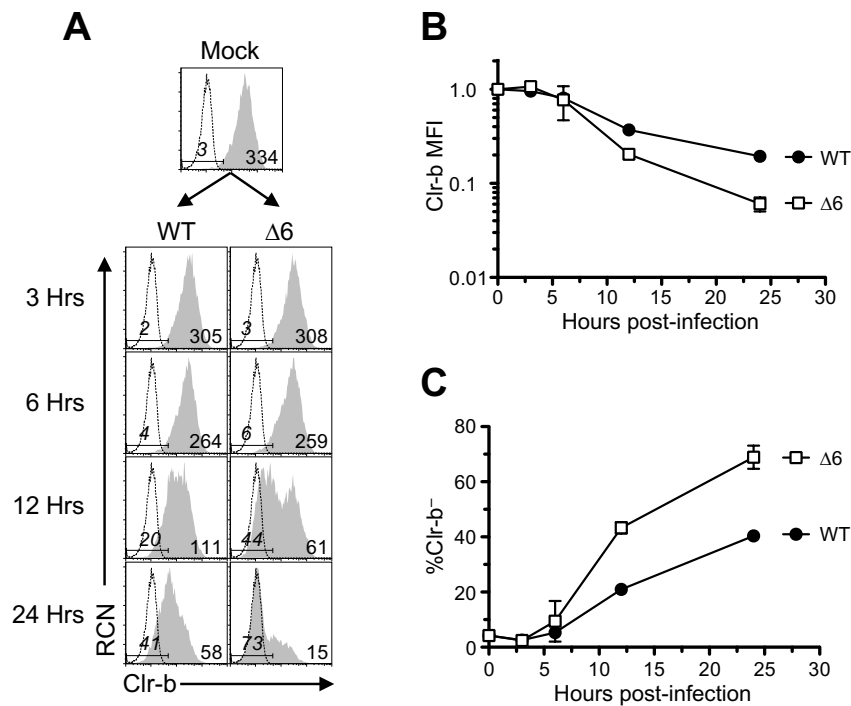 A
Mock
3
334
WT
Δ6
3 Hrs
2
305
3
308
6 Hrs
4
264
6
259
12 Hrs
20
111
44
61
24 Hrs
41
58
73
15
RCN
Clr-b
B
Clr-b MFI
1.0
0.1
0.01
0 5 10 15 20 25 30
Hours post-infection
WT
Δ6
C
%Clr-b⁻
80
60
40
20
0
0 5 10 15 20 25 30
Hours post-infection
Δ6
WT